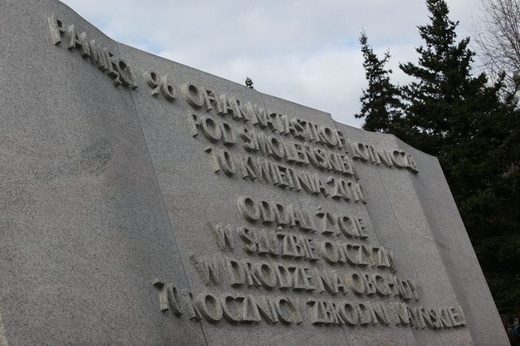 PAMIĘCI 96 OFIAR KATASTROFY LOTNICZEJ
POD SMOLEŃSKIEM
10 KWIETNIA 2010
ODDALI ŻYCIE
W SŁUŻBIE OJCZYZNY
W DRODZE NA OBCHODY
70 ROCZNICY ZBRODNI KATYŃSKIEJ